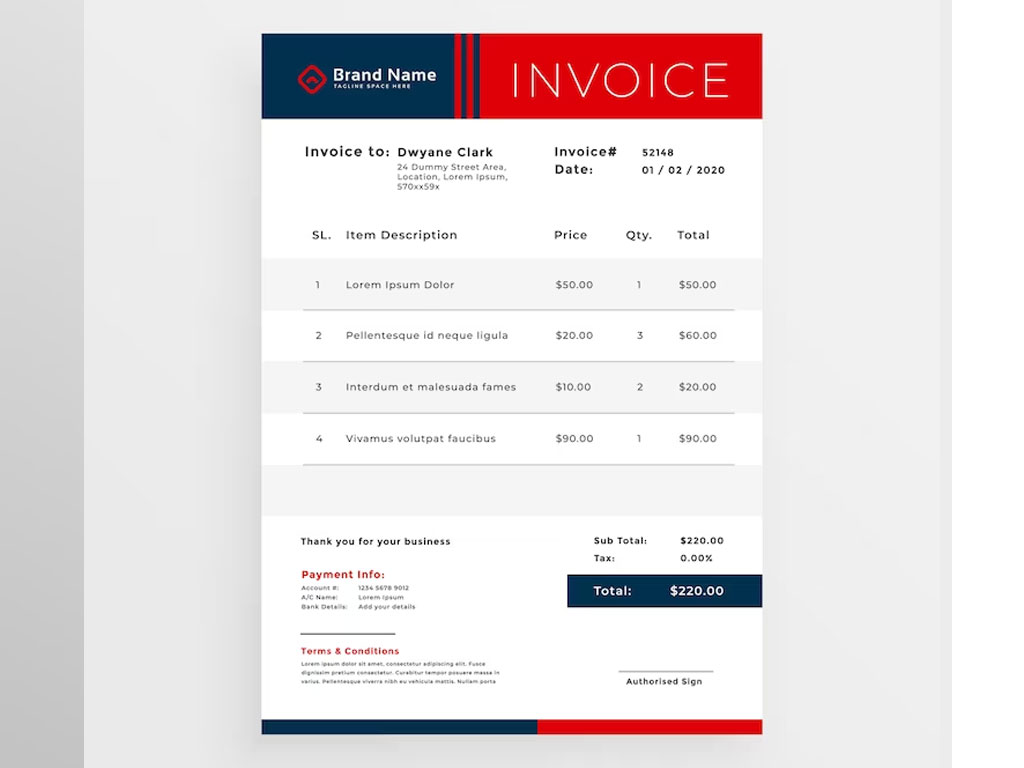 Brand Name
TAGLINE SPACE HERE
INVOICE
Invoice to: Dwyane Clark
24 Dummy Street Area,
Location, Lorem Ipsum,
570xx59x
Invoice# 52148
Date: 01 / 02 / 2020
SL. Item Description Price Qty. Total
1 Lorem Ipsum Dolor $50.00 1 $50.00
2 Pellentesque id neque ligula $20.00 3 $60.00
3 Interdum et malesuada fames $10.00 2 $20.00
4 Vivamus volutpat faucibus $90.00 1 $90.00
Thank you for your business
Sub Total: $220.00
Tax: 0.00%
Total: $220.00
Payment Info:
Account #: 1234 5678 9012
A/C Name: Lorem Ipsum
Bank Details: Add your details
Terms & Conditions
Lorem ipsum dolor sit amet, consectetur adipiscing elit. Fusce
dignissim pretium consectetur. Curabitur tempor posuere massa in
varius. Pellentesque viverra nibh eu vehicula mattis. Nullam porta
Authorised Sign